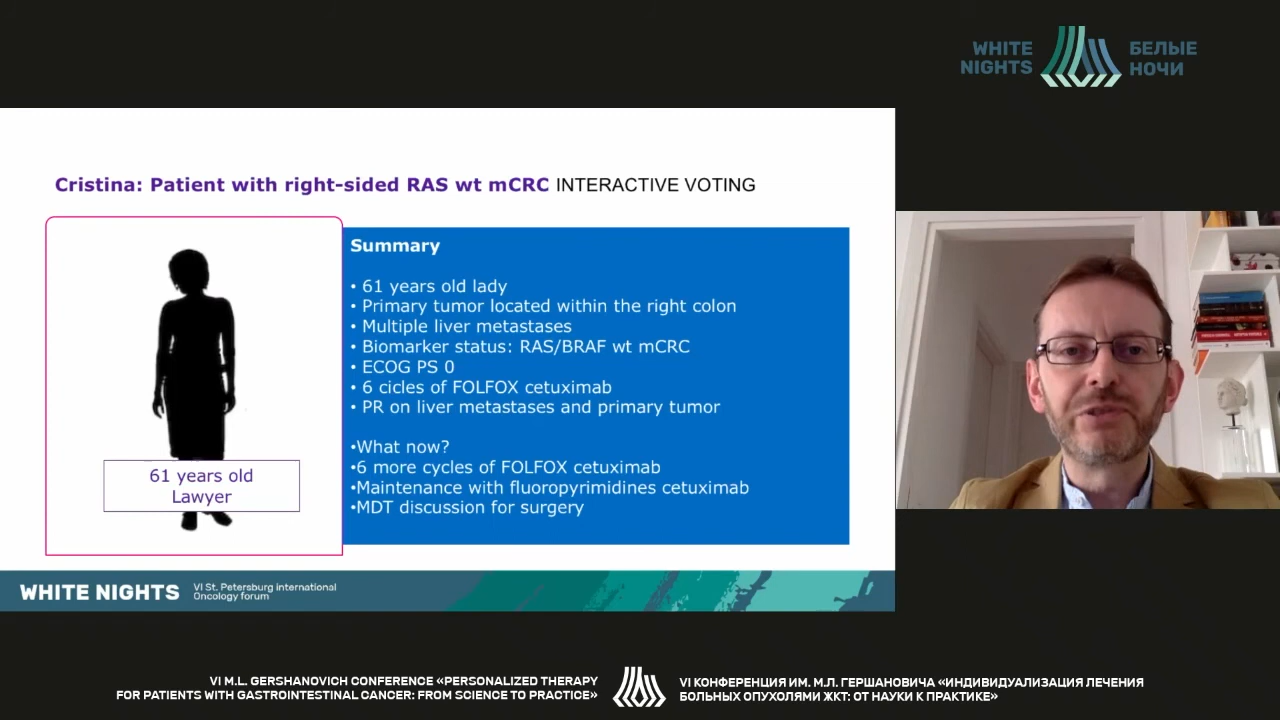 WHITE
NIGHTS
БЕЛЫЕ
НОЧИ
Cristina: Patient with right-sided RAS wt mCRC INTERACTIVE VOTING
61 years old
Lawyer
Summary
• 61 years old lady
• Primary tumor located within the right colon
• Multiple liver metastases
• Biomarker status: RAS/BRAF wt mCRC
• ECOG PS 0
• 6 cicles of FOLFOX cetuximab
• PR on liver metastases and primary tumor
•What now?
•6 more cycles of FOLFOX cetuximab
•Maintenance with fluoropyrimidines cetuximab
•MDT discussion for surgery
WHITE NIGHTS
VI St. Petersburg international
Oncology forum
VI M.L. GERSHANOVICH CONFERENCE «PERSONALIZED THERAPY
FOR PATIENTS WITH GASTROINTESTINAL CANCER: FROM SCIENCE TO PRACTICE»
VI КОНФЕРЕНЦИЯ ИМ. М.Л. ГЕРШАНОВИЧА «ИНДИВИДУАЛИЗАЦИЯ ЛЕЧЕНИЯ
БОЛЬНЫХ ОПУХОЛЯМИ ЖКТ: ОТ НАУКИ К ПРАКТИКЕ»